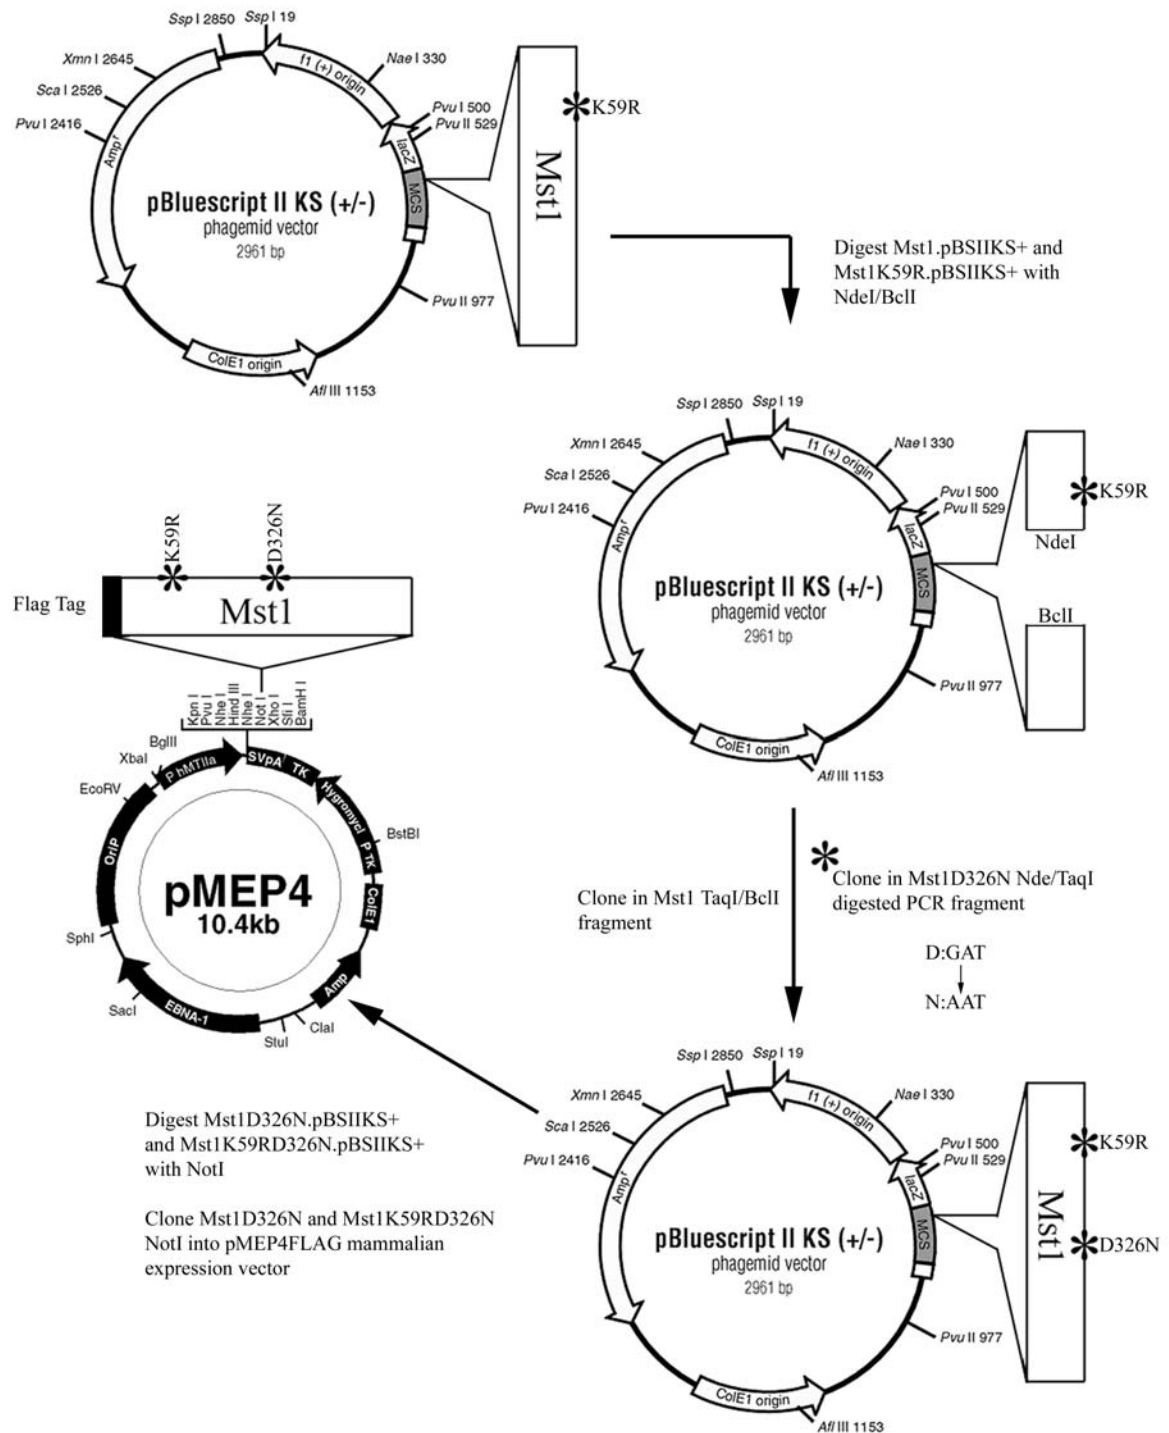 Ssp I 2850
Ssp I 19
Xmn I 2645
Nae I 330
Sca I 2526
f1 (+) origin
Pvu I 500
Pvu I 2416
Pvu II 529
Ampr
lacZ
pBluescript II KS (+/-)
MCS
phagemid vector
2961 bp
Pvu II 977
ColE1 origin
Afl III 1153
K59R
Mst1
Digest Mst1.pBSIIKS+ and
Mst1K59R.pBSIIKS+ with
NdeI/BclI
Ssp I 2850
Ssp I 19
Xmn I 2645
Nae I 330
Sca I 2526
f1 (+) origin
Pvu I 500
Pvu I 2416
Pvu II 529
Ampr
lacZ
pBluescript II KS (+/-)
MCS
phagemid vector
2961 bp
Pvu II 977
ColE1 origin
Afl III 1153
K59R
NdeI
BclI
Clone in Mst1 TaqI/BclI
fragment
Clone in Mst1D326N Nde/TaqI
digested PCR fragment
D:GAT
N:AAT
Ssp I 2850
Ssp I 19
Xmn I 2645
Nae I 330
Sca I 2526
f1 (+) origin
Pvu I 500
Pvu I 2416
Pvu II 529
Ampr
lacZ
pBluescript II KS (+/-)
MCS
phagemid vector
2961 bp
Pvu II 977
ColE1 origin
Afl III 1153
K59R
Mst1
D326N
Digest Mst1D326N.pBSIIKS+
and Mst1K59RD326N.pBSIIKS+
with NotI
Clone Mst1D326N and Mst1K59RD326N
NotI into pMEP4FLAG mammalian
expression vector
K59R
D326N
Flag Tag
Mst1
Kpn I
Pvu I
Nhe I
Hind III
Nhe I
Not I
Xho I
Sfi I
BamH I
BglII
XbaI
EcoRV
P hMTIIa
SVpA
TK
Hygromycl
P TK
BstBI
OriP
pMEP4
10.4kb
ColE1
SphI
Amp
SacI
EBNA-1
ClaI
StuI